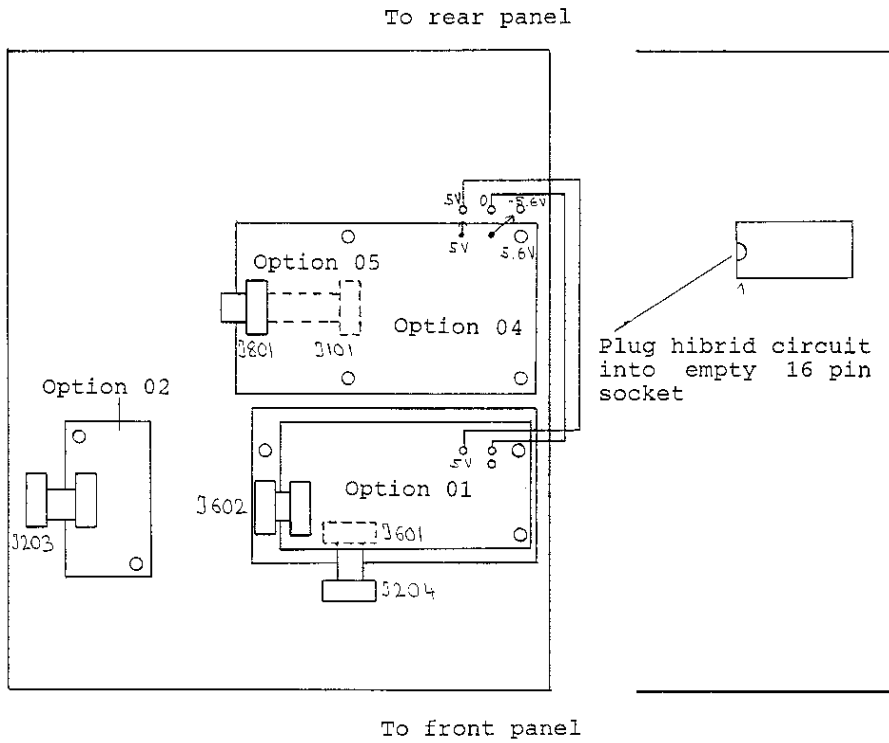 To rear panel
5V 0 -5.6V
5V 5.6V
Option 05
Option 04
J801 J101
Plug hibrid circuit
into empty 16 pin
socket
1
Option 02
5V
Option 01
J602
J601
J203
J204
To front panel